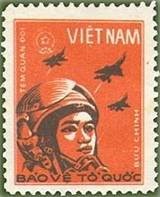 VIỆT NAM
TEM QUÂN ĐỘI
BƯU CHÍNH
BẢO VỆ TỔ QUỐC